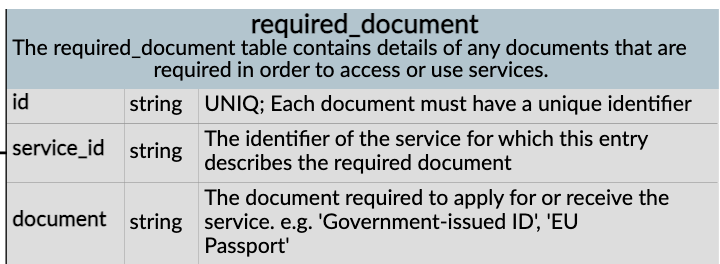 required_document
The required_document table contains details of any documents that are
required in order to access or use services.
id string UNIQ; Each document must have a unique identifier
service_id string The identifier of the service for which this entry
describes the required document
document string The document required to apply for or receive the
service. e.g. 'Government-issued ID', 'EU
Passport'